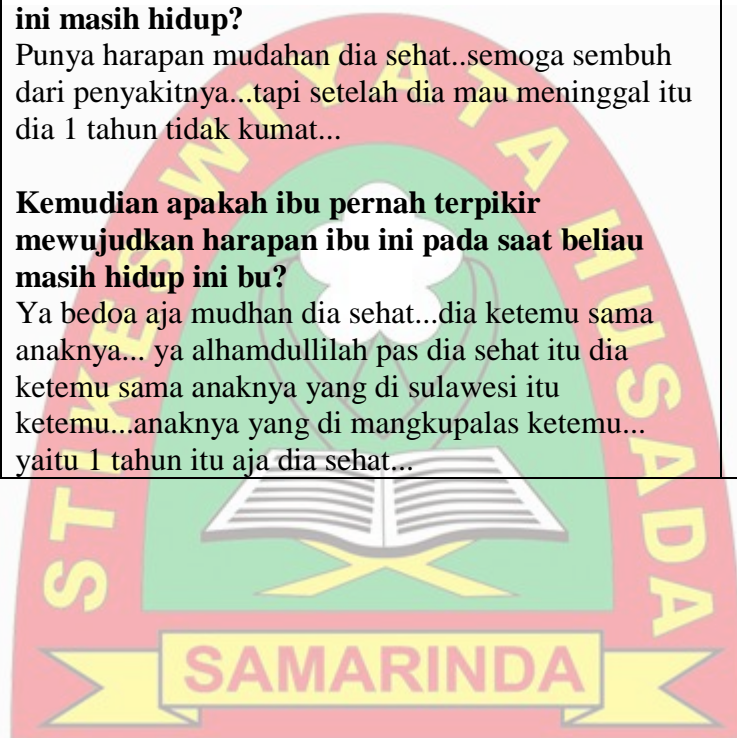 ini masih hidup?
Punya harapan mudahan dia sehat..semoga sembuh
dari penyakitnya...tapi setelah dia mau meninggal itu
dia 1 tahun tidak kumat...
Kemudian apakah ibu pernah terpikir
mewujudkan harapan ibu ini pada saat beliau
masih hidup ini bu?
Ya bedoa aja mudhan dia sehat...dia ketemu sama
anaknya... ya alhamdullilah pas dia sehat itu dia
ketemu sama anaknya yang di sulawesi itu
ketemu...anaknya yang di mangkupalas ketemu...
yaitu 1 tahun itu aja dia sehat...
STIKES WIYATA HUSADA
SAMARINDA